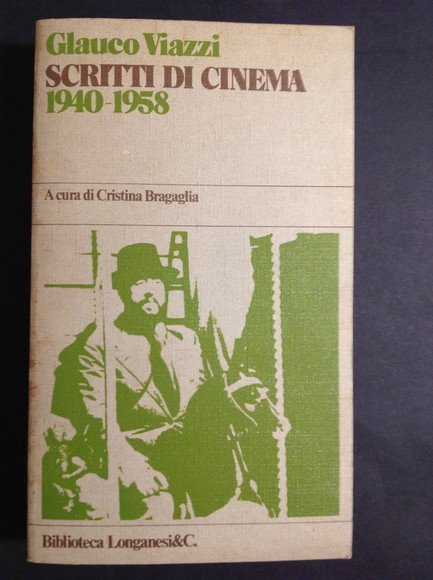 Glauco Viazzi
SCRITTI DI CINEMA
1940-1958
A cura di Cristina Bragaglia
Biblioteca Longanesi&C.